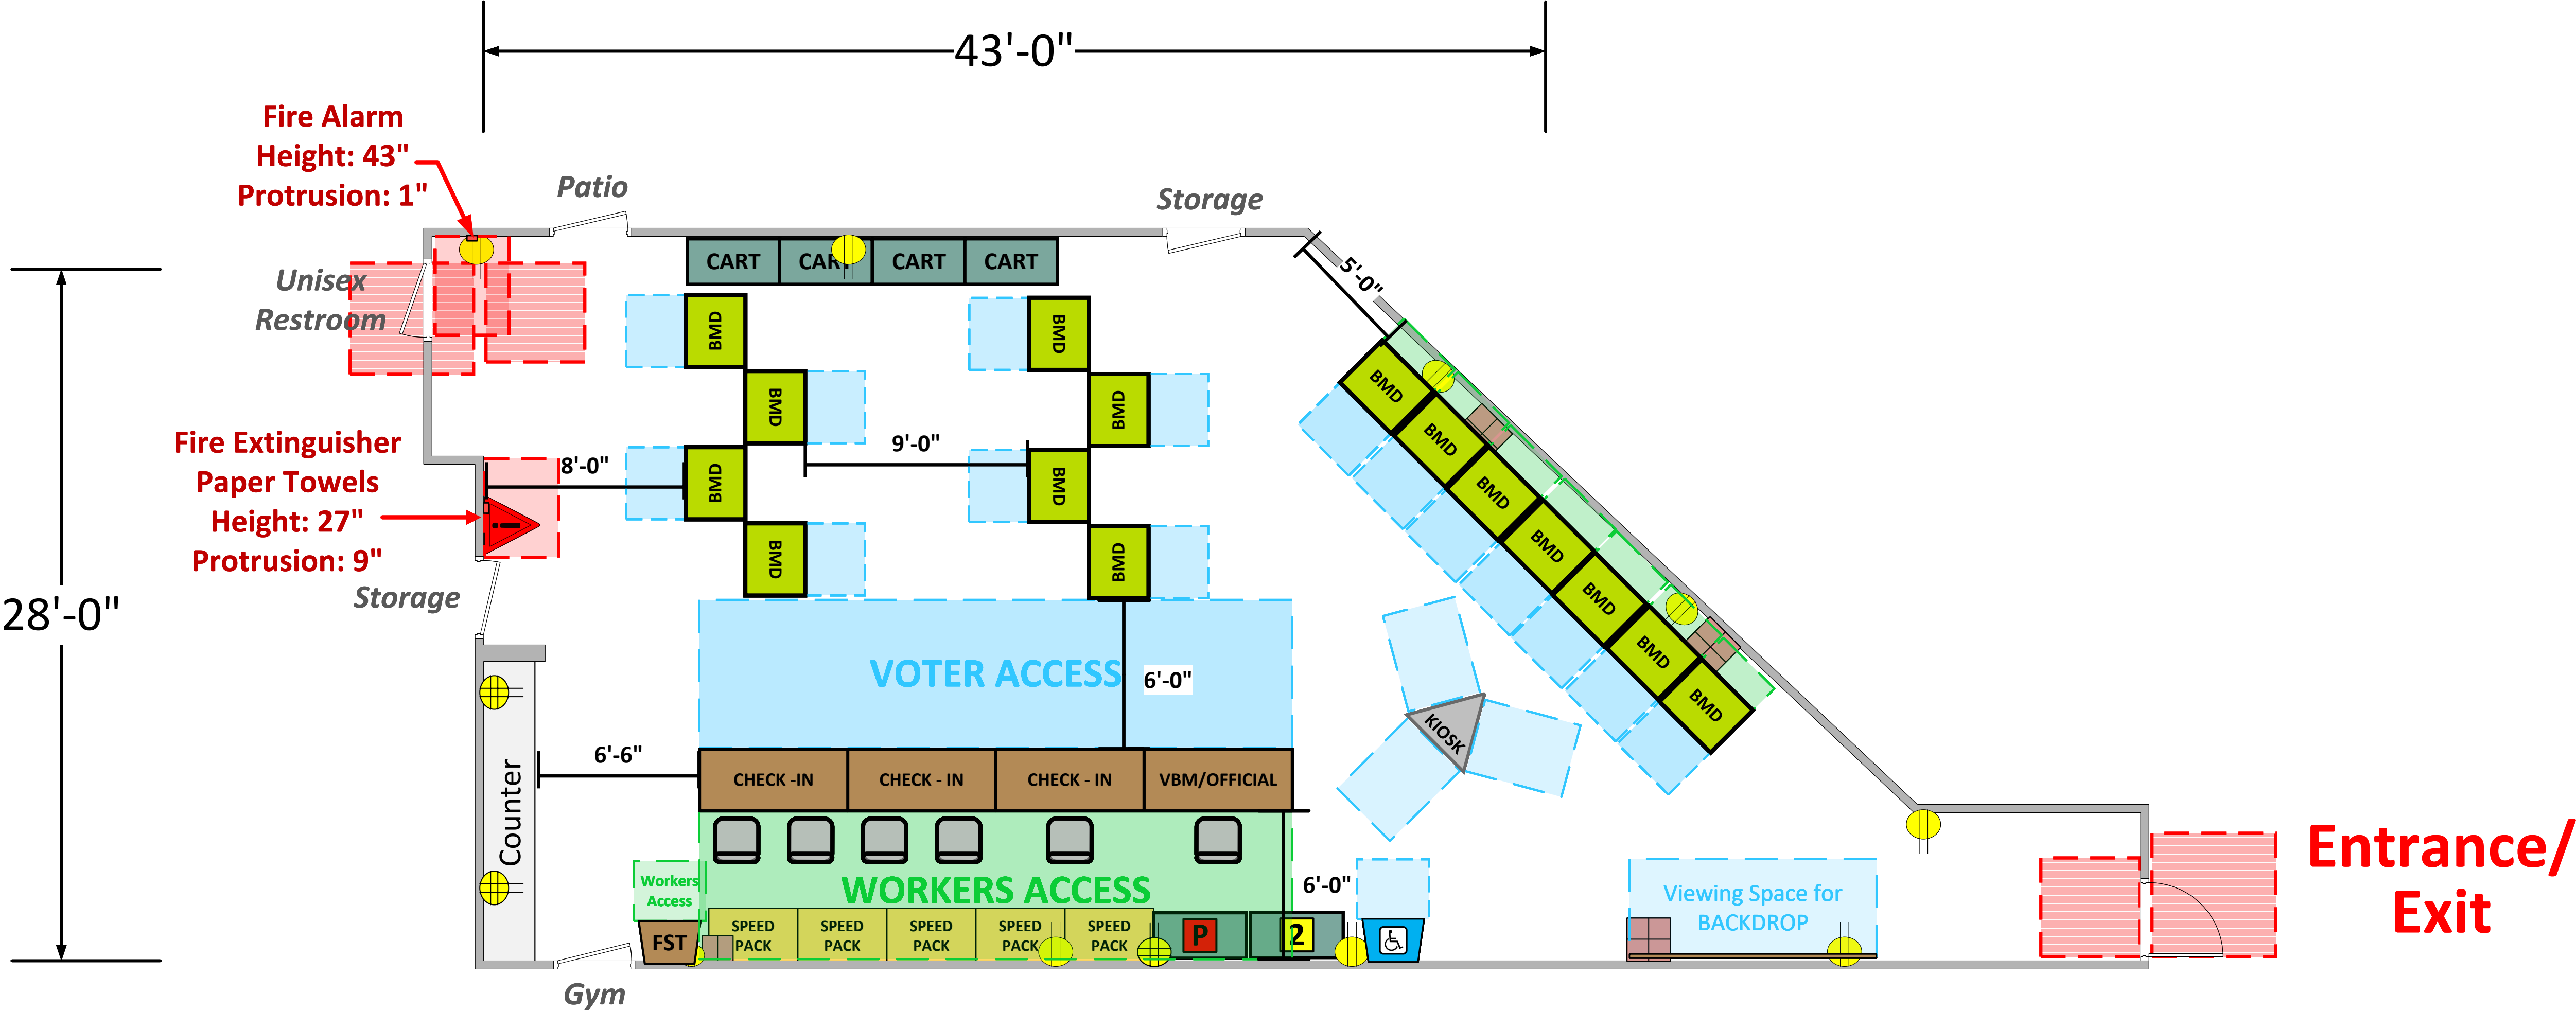 43'-0"
Fire Alarm
Height: 43"
Protrusion: 1"
Patio
Storage
Unisex
Restroom
CART
CART
CART
CART
5'-0"
BMD
BMD
BMD
BMD
BMD
BMD
BMD
BMD
9'-0"
8'-0"
Fire Extinguisher
Paper Towels
Height: 27"
Protrusion: 9"
Storage
28'-0"
BMD
BMD
BMD
BMD
BMD
BMD
BMD
VOTER ACCESS
6'-0"
KIOSK
6'-6"
Counter
CHECK -IN
CHECK - IN
CHECK - IN
VBM/OFFICIAL
Workers
Access
WORKERS ACCESS
6'-0"
FST
SPEED
PACK
SPEED
PACK
SPEED
PACK
SPEED
PACK
SPEED
PACK
P
2
Viewing Space for
BACKDROP
Entrance/
Exit
Gym